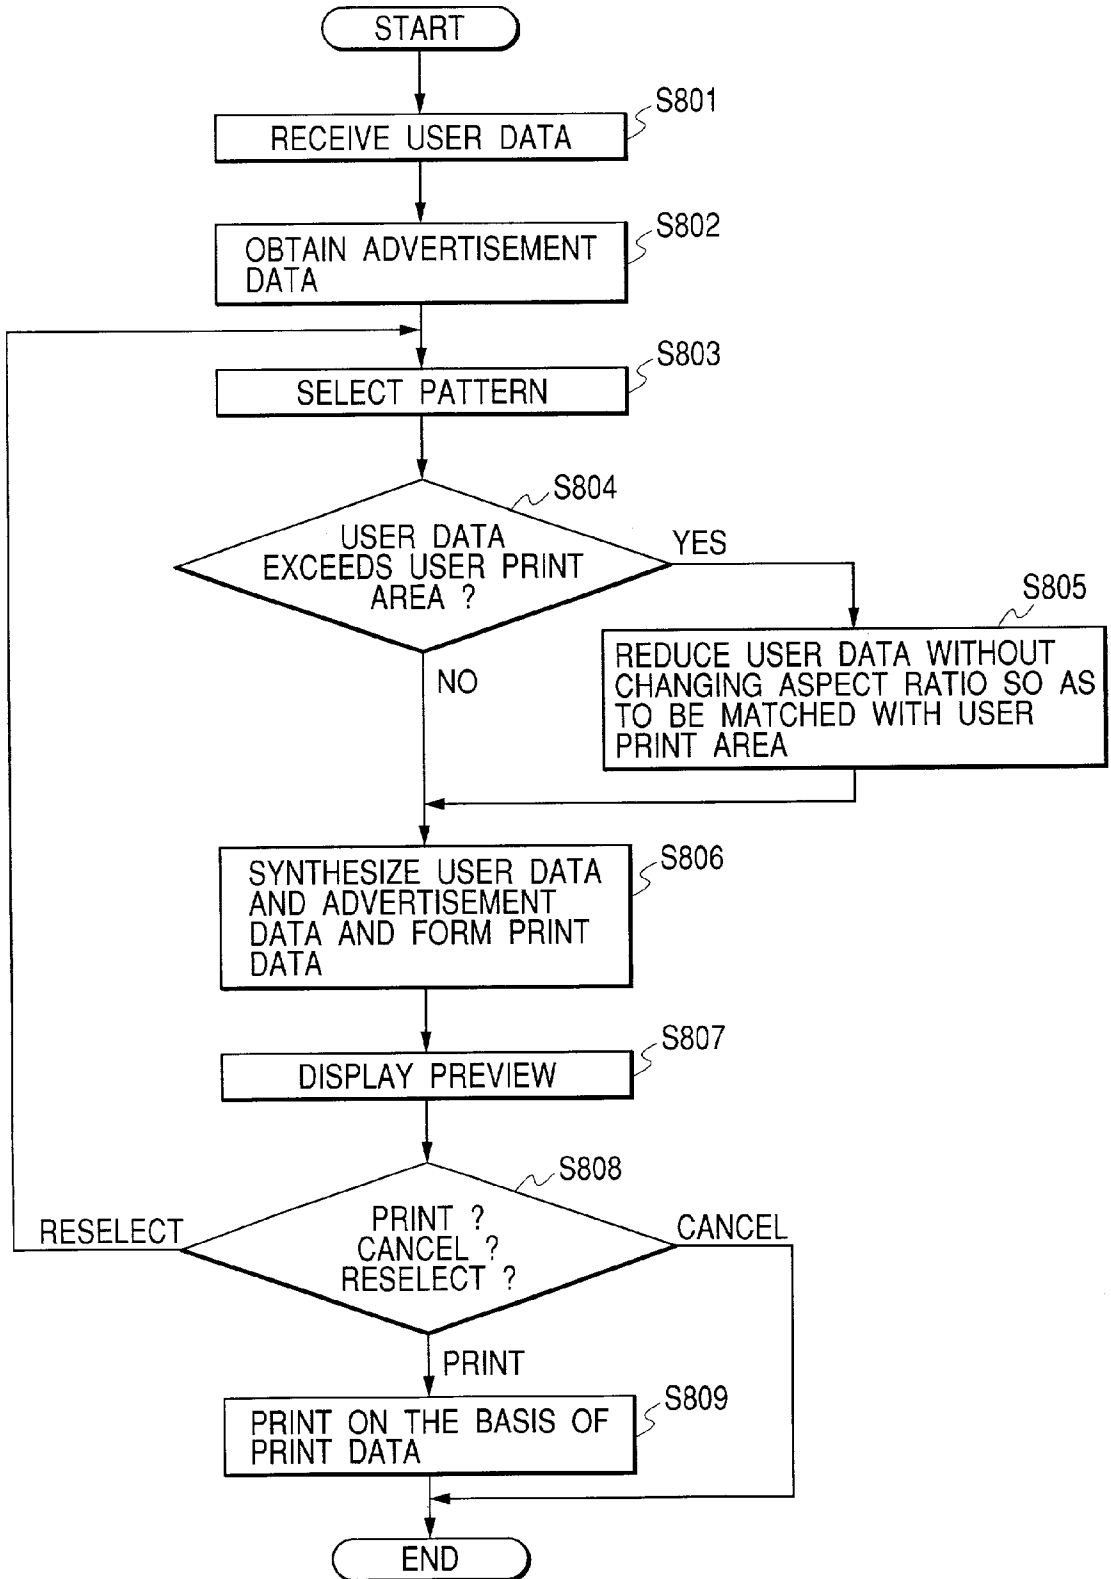 START
S801
RECEIVE USER DATA
S802
OBTAIN ADVERTISEMENT
DATA
S803
SELECT PATTERN
S804
USER DATA
EXCEEDS USER PRINT
AREA ?
YES
NO
S805
REDUCE USER DATA WITHOUT
CHANGING ASPECT RATIO SO AS
TO BE MATCHED WITH USER
PRINT AREA
S806
SYNTHESIZE USER DATA
AND ADVERTISEMENT
DATA AND FORM PRINT
DATA
S807
DISPLAY PREVIEW
S808
PRINT ?
CANCEL ?
RESELECT ?
RESELECT
CANCEL
PRINT
S809
PRINT ON THE BASIS OF
PRINT DATA
END